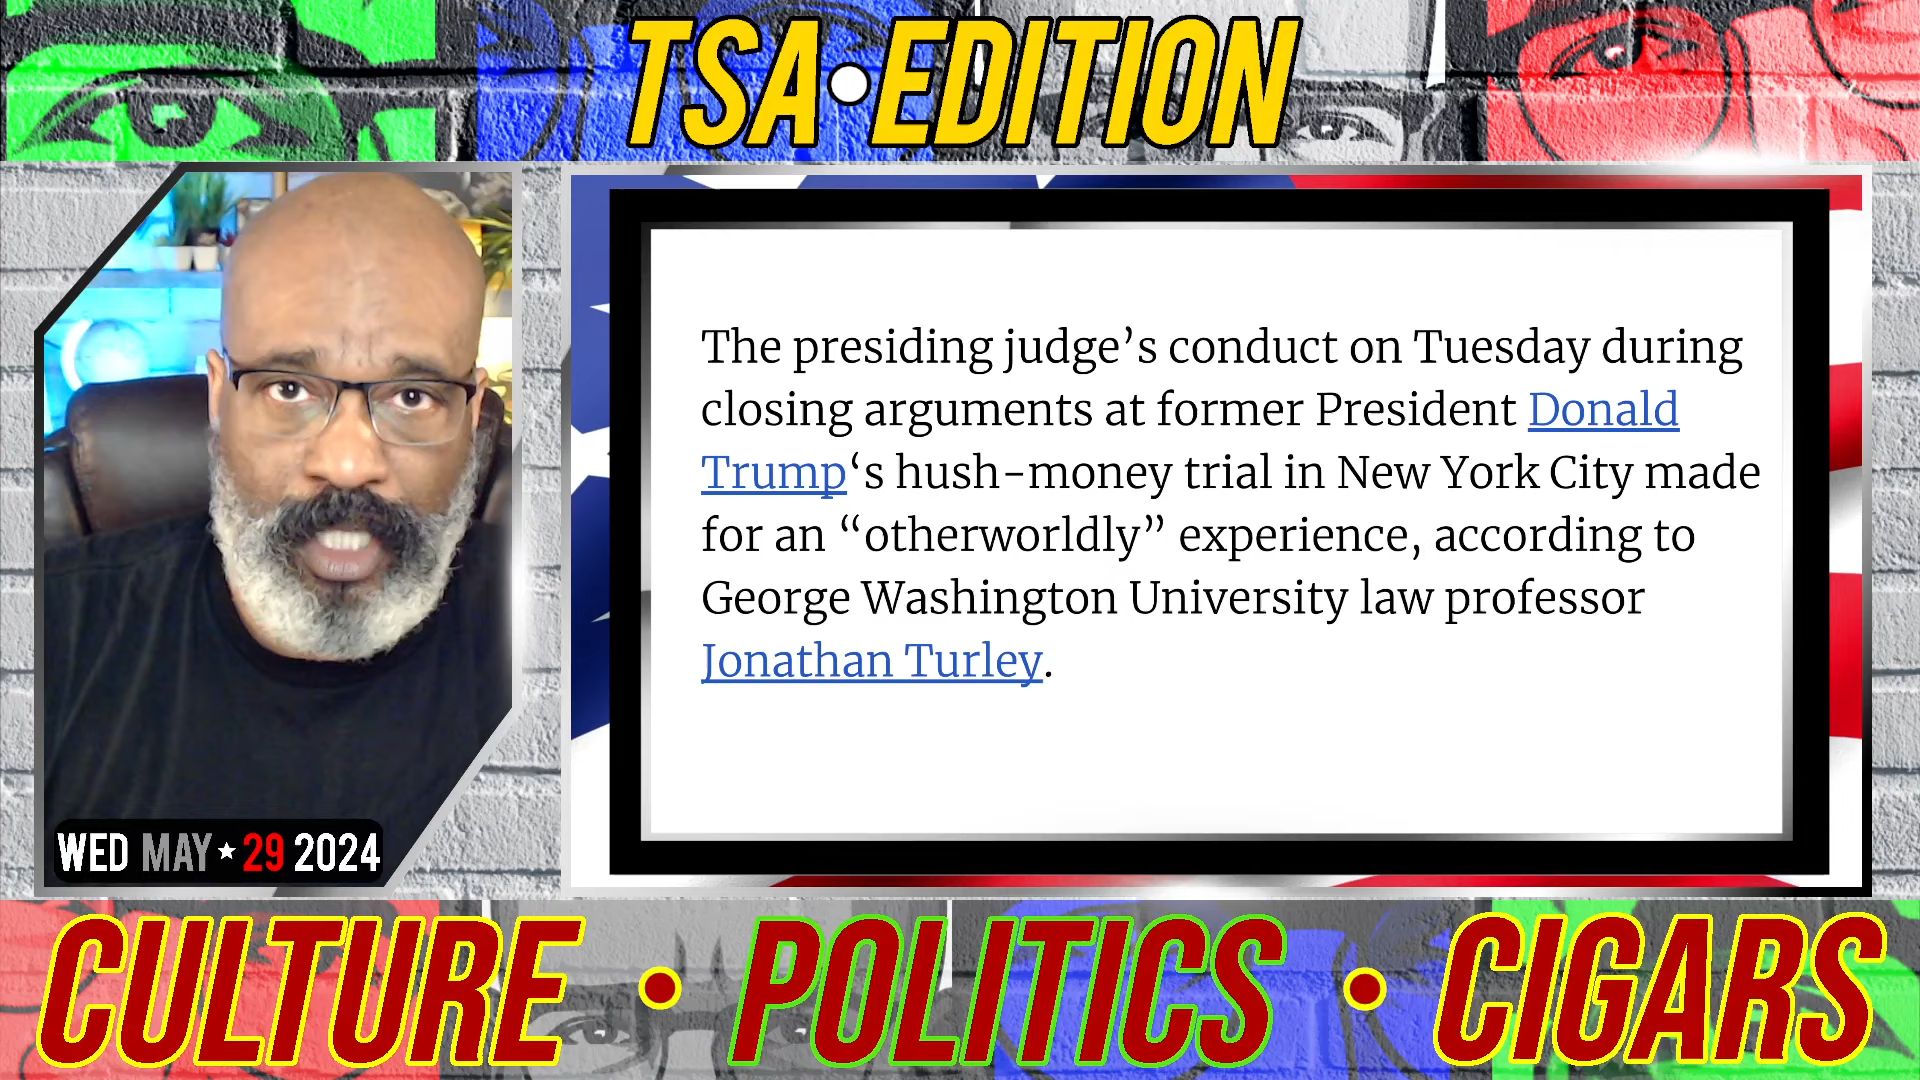 TSA•EDITION
The presiding judge’s conduct on Tuesday during
closing arguments at former President Donald
Trump‘s hush-money trial in New York City made
for an “otherworldly” experience, according to
George Washington University law professor
Jonathan Turley.
WED MAY★29 2024
CULTURE • POLITICS • CIGARS